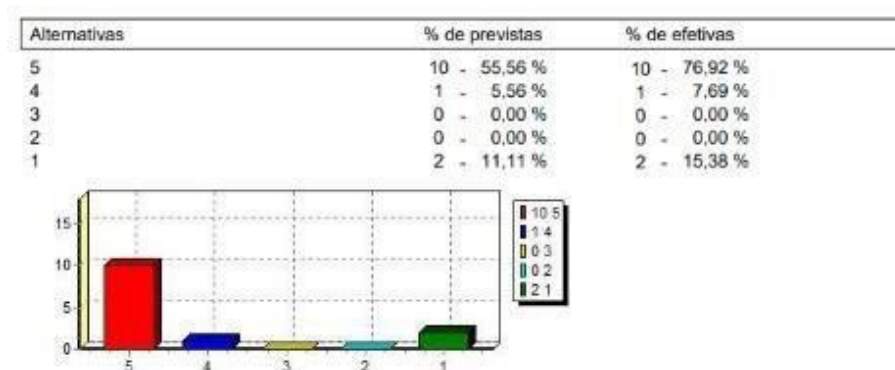 Alternativas % de previstas % de efetivas
5 10 - 55,56 % 10 - 76,92 %
4 1 - 5,56 % 1 - 7,69 %
3 0 - 0,00 % 0 - 0,00 %
2 0 - 0,00 % 0 - 0,00 %
1 2 - 11,11 % 2 - 15,38 %
15
10
5
0
5 4 3 2 1
10 5
1 4
0 3
0 2
2 1